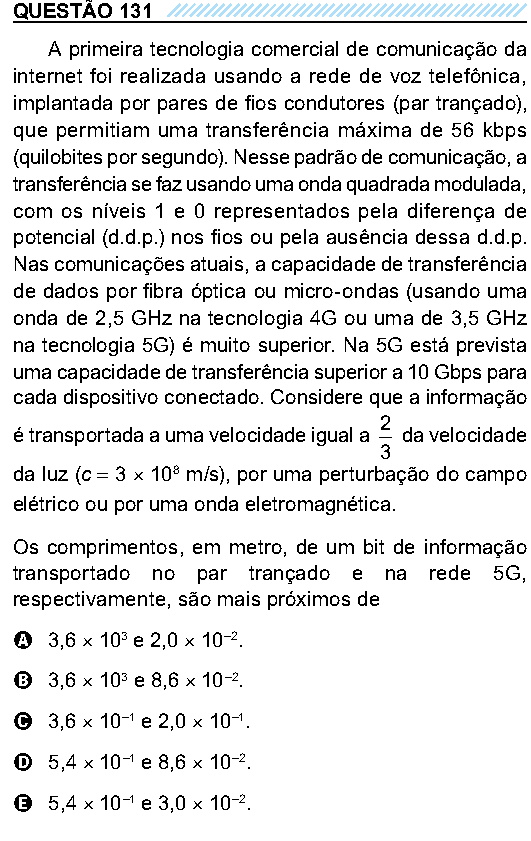 QUESTÃO 131
A primeira tecnologia comercial de comunicação da
internet foi realizada usando a rede de voz telefônica,
implantada por pares de fios condutores (par trançado),
que permitiam uma transferência máxima de 56 kbps
(quilobites por segundo). Nesse padrão de comunicação, a
transferência se faz usando uma onda quadrada modulada,
com os níveis 1 e 0 representados pela diferença de
potencial (d.d.p.) nos fios ou pela ausência dessa d.d.p.
Nas comunicações atuais, a capacidade de transferência
de dados por fibra óptica ou micro-ondas (usando uma
onda de 2,5 GHz na tecnologia 4G ou uma de 3,5 GHz
na tecnologia 5G) é muito superior. Na 5G está prevista
uma capacidade de transferência superior a 10 Gbps para
cada dispositivo conectado. Considere que a informação
é transportada a uma velocidade igual a 2/3 da velocidade
da luz (c = 3 × 10⁸ m/s), por uma perturbação do campo
elétrico ou por uma onda eletromagnética.
Os comprimentos, em metro, de um bit de informação
transportado no par trançado e na rede 5G,
respectivamente, são mais próximos de
A 3,6 × 10³ e 2,0 × 10⁻².
B 3,6 × 10³ e 8,6 × 10⁻².
C 3,6 × 10⁻¹ e 2,0 × 10⁻¹.
D 5,4 × 10⁻¹ e 8,6 × 10⁻².
E 5,4 × 10⁻¹ e 3,0 × 10⁻².